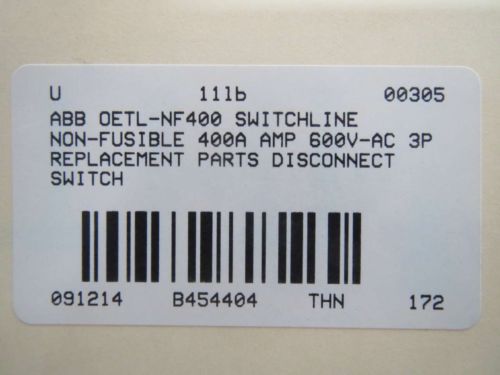 U 11lb 00305
ABB OETL-NF400 SWITCHLINE
NON-FUSIBLE 400A AMP 600V-AC 3P
REPLACEMENT PARTS DISCONNECT
SWITCH
091214 B454404 THN 172